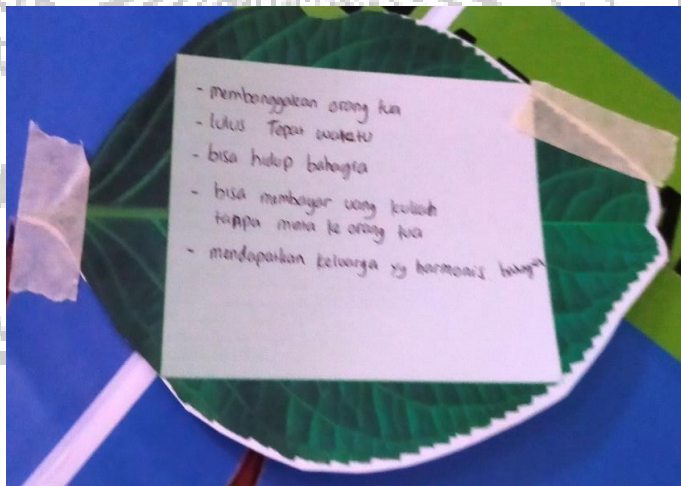 - membanggakan orang tua
- lulus Tepat waktu
- bisa hidup bahagia
- bisa membayar uang kuliah
tanpa minta ke orang tua
- mendapatkan keluarga yg harmonis bahagia